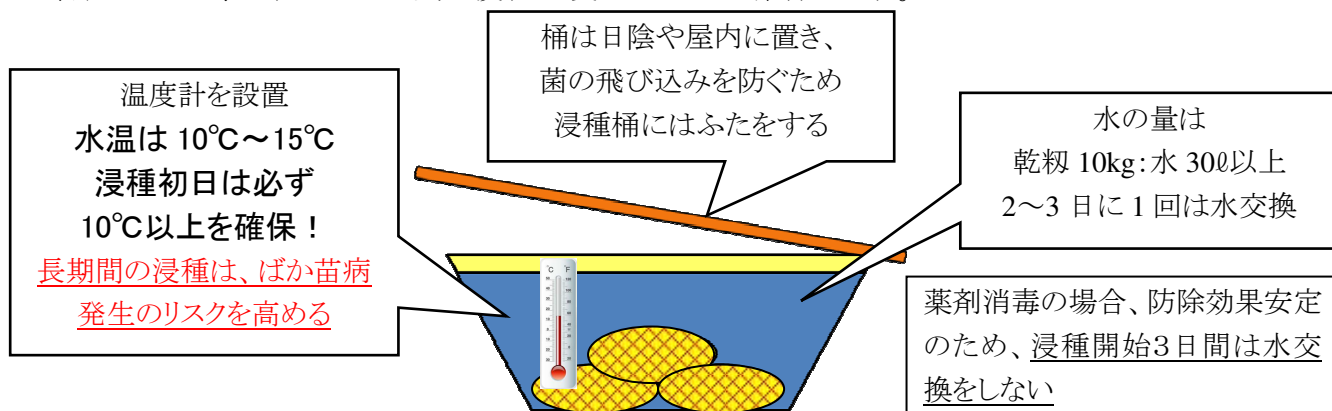 桶は日陰や屋内に置き、
菌の飛び込みを防ぐため
浸種桶にはふたをする
温度計を設置
水温は 10℃～15℃
浸種初日は必ず
10℃以上を確保！
長期間の浸種は、ばか苗病
発生のリスクを高める
水の量は
乾籾 10kg：水 30ℓ以上
2～3 日に 1 回は水交換
薬剤消毒の場合、防除効果安定
のため、浸種開始３日間は水交
換をしない
℃ °F